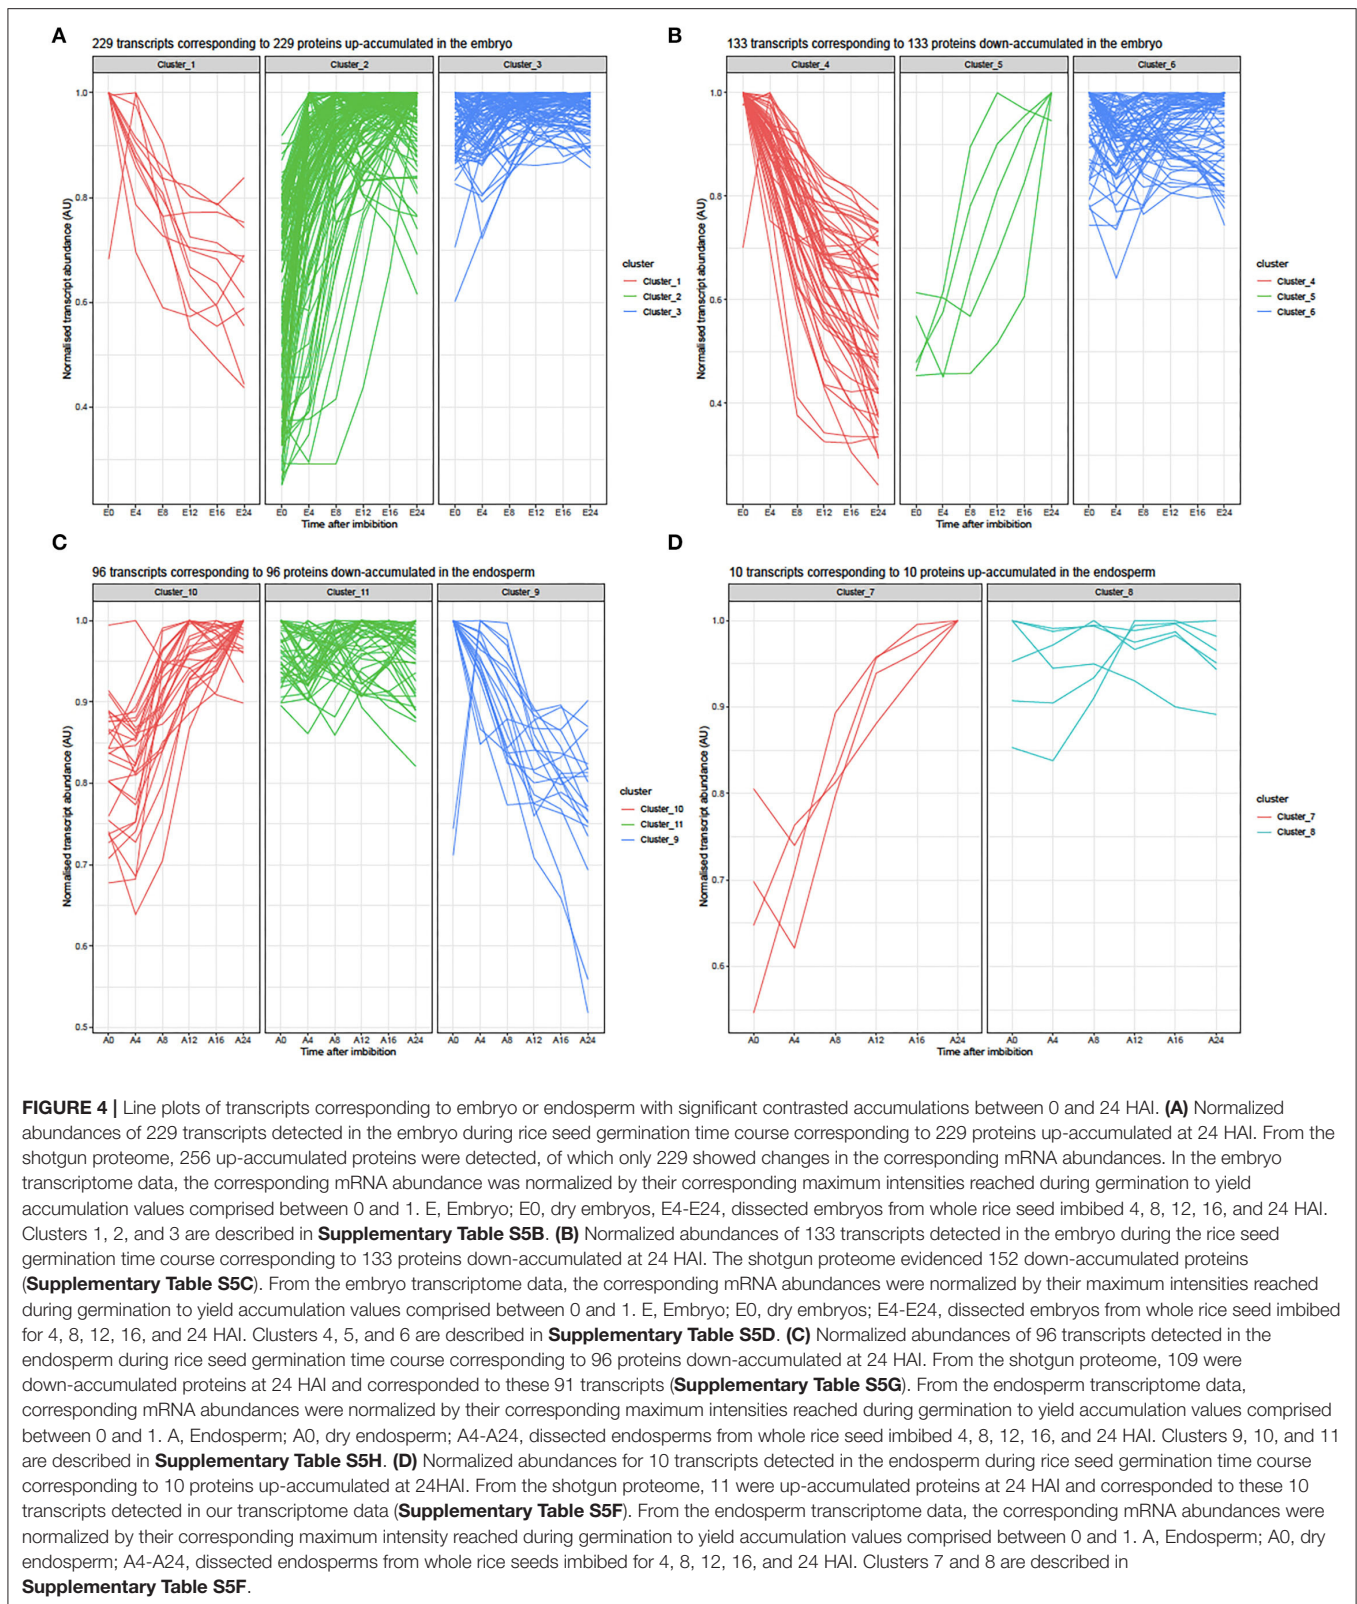 A
229 transcripts corresponding to 229 proteins up-accumulated in the embryo
Cluster_1 Cluster_2 Cluster_3
Normalised transcript abundance (AU)
1.0
0.8
0.6
0.4
E0 E4 E8 E12 E16 E24 E0 E4 E8 E12 E16 E24 E0 E4 E8 E12 E16 E24
Time after imbibition
cluster
Cluster_1
Cluster_2
Cluster_3
B
133 transcripts corresponding to 133 proteins down-accumulated in the embryo
Cluster_4 Cluster_5 Cluster_6
Normalised transcript abundance (AU)
1.0
0.8
0.6
0.4
E0 E4 E8 E12 E16 E24 E0 E4 E8 E12 E16 E24 E0 E4 E8 E12 E16 E24
Time after imbibition
cluster
Cluster_4
Cluster_5
Cluster_6
C
96 transcripts corresponding to 96 proteins down-accumulated in the endosperm
Cluster_10 Cluster_11 Cluster_9
Normalised transcript abundance (AU)
1.0
0.9
0.8
0.7
0.6
0.5
A0 A4 A8 A12 A16 A24 A0 A4 A8 A12 A16 A24 A0 A4 A8 A12 A16 A24
Time after imbibition
cluster
Cluster_10
Cluster_11
Cluster_9
D
10 transcripts corresponding to 10 proteins up-accumulated in the endosperm
Cluster_7 Cluster_8
Normalised transcript abundance (AU)
1.0
0.9
0.8
0.7
0.6
A0 A4 A8 A12 A16 A24 A0 A4 A8 A12 A16 A24
Time after imbibition
cluster
Cluster_7
Cluster_8
FIGURE 4 | Line plots of transcripts corresponding to embryo or endosperm with significant contrasted accumulations between 0 and 24 HAI. (A) Normalized
abundances of 229 transcripts detected in the embryo during rice seed germination time course corresponding to 229 proteins up-accumulated at 24 HAI. From the
shotgun proteome, 256 up-accumulated proteins were detected, of which only 229 showed changes in the corresponding mRNA abundances. In the embryo
transcriptome data, the corresponding mRNA abundance was normalized by their corresponding maximum intensities reached during germination to yield
accumulation values comprised between 0 and 1. E, Embryo; E0, dry embryos, E4-E24, dissected embryos from whole rice seed imbibed 4, 8, 12, 16, and 24 HAI.
Clusters 1, 2, and 3 are described in Supplementary Table S5B. (B) Normalized abundances of 133 transcripts detected in the embryo during the rice seed
germination time course corresponding to 133 proteins down-accumulated at 24 HAI. The shotgun proteome evidenced 152 down-accumulated proteins
(Supplementary Table S5C). From the embryo transcriptome data, the corresponding mRNA abundances were normalized by their maximum intensities reached
during germination to yield accumulation values comprised between 0 and 1. E, Embryo; E0, dry embryos; E4-E24, dissected embryos from whole rice seed imbibed
for 4, 8, 12, 16, and 24 HAI. Clusters 4, 5, and 6 are described in Supplementary Table S5D. (C) Normalized abundances of 96 transcripts detected in the
endosperm during rice seed germination time course corresponding to 96 proteins down-accumulated at 24 HAI. From the shotgun proteome, 109 were
down-accumulated proteins at 24 HAI and corresponded to these 91 transcripts (Supplementary Table S5G). From the endosperm transcriptome data,
corresponding mRNA abundances were normalized by their corresponding maximum intensities reached during germination to yield accumulation values comprised
between 0 and 1. A, Endosperm; A0, dry endosperm; A4-A24, dissected endosperms from whole rice seed imbibed 4, 8, 12, 16, and 24 HAI. Clusters 9, 10, and 11
are described in Supplementary Table S5H. (D) Normalized abundances for 10 transcripts detected in the endosperm during rice seed germination time course
corresponding to 10 proteins up-accumulated at 24HAI. From the shotgun proteome, 11 were up-accumulated proteins at 24 HAI and corresponded to these 10
transcripts detected in our transcriptome data (Supplementary Table S5F). From the endosperm transcriptome data, the corresponding mRNA abundances were
normalized by their corresponding maximum intensity reached during germination to yield accumulation values comprised between 0 and 1. A, Endosperm; A0, dry
endosperm; A4-A24, dissected endosperms from whole rice seeds imbibed for 4, 8, 12, 16, and 24 HAI. Clusters 7 and 8 are described in
Supplementary Table S5F.